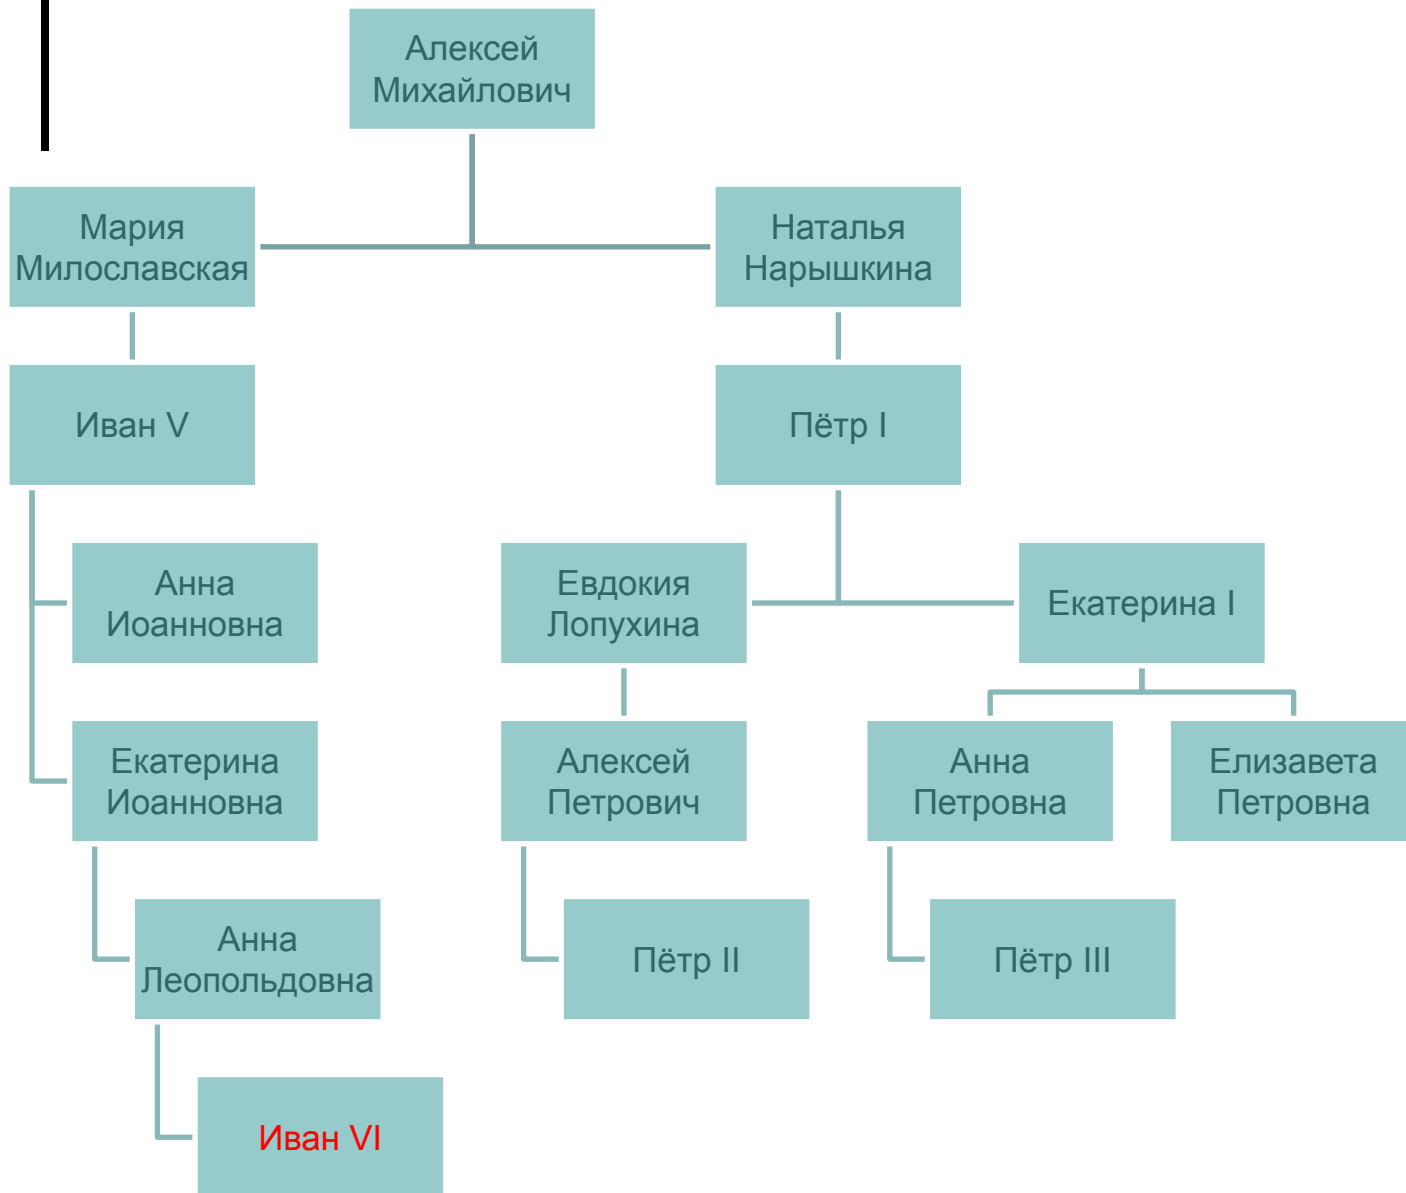 Алексей
Михайлович
Мария
Милославская
Наталья
Нарышкина
Иван V
Пётр I
Анна
Иоанновна
Евдокия
Лопухина
Екатерина I
Екатерина
Иоанновна
Алексей
Петрович
Анна
Петровна
Елизавета
Петровна
Анна
Леопольдовна
Пётр II
Пётр III
Иван VI